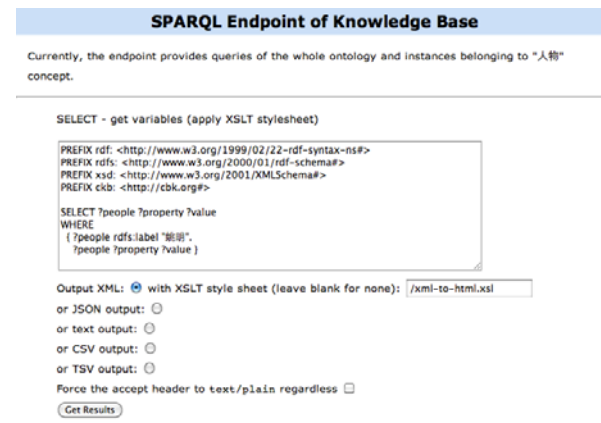 SPARQL Endpoint of Knowledge Base
Currently, the endpoint provides queries of the whole ontology and instances belonging to "人物"
concept.
SELECT - get variables (apply XSLT stylesheet)
PREFIX rdf: <http://www.w3.org/1999/02/22-rdf-syntax-ns#>
PREFIX rdfs: <http://www.w3.org/2000/01/rdf-schema#>
PREFIX xsd: <http://www.w3.org/2001/XMLSchema#>
PREFIX ckb: <http://cbk.org#>
SELECT ?people ?property ?value
WHERE
{ ?people rdfs:label "姚明".
?people ?property ?value }
Output XML: with XSLT style sheet (leave blank for none): /xml-to-html.xsl
or JSON output:
or text output:
or CSV output:
or TSV output:
Force the accept header to text/plain regardless
Get Results